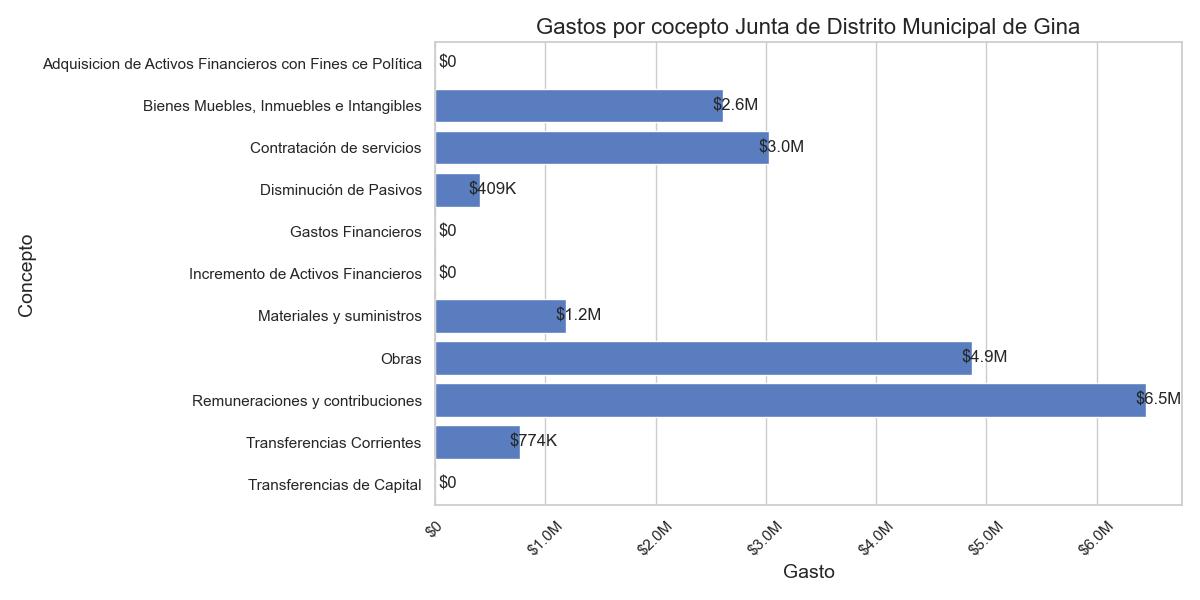 Gastos por cocepto Junta de Distrito Municipal de Gina
Concepto
Adquisicion de Activos Financieros con Fines ce Política $0
Bienes Muebles, Inmuebles e Intangibles $2.6M
Contratación de servicios $3.0M
Disminución de Pasivos $409K
Gastos Financieros $0
Incremento de Activos Financieros $0
Materiales y suministros $1.2M
Obras $4.9M
Remuneraciones y contribuciones $6.5M
Transferencias Corrientes $774K
Transferencias de Capital $0
$0 $1.0M $2.0M $3.0M $4.0M $5.0M $6.0M
Gasto